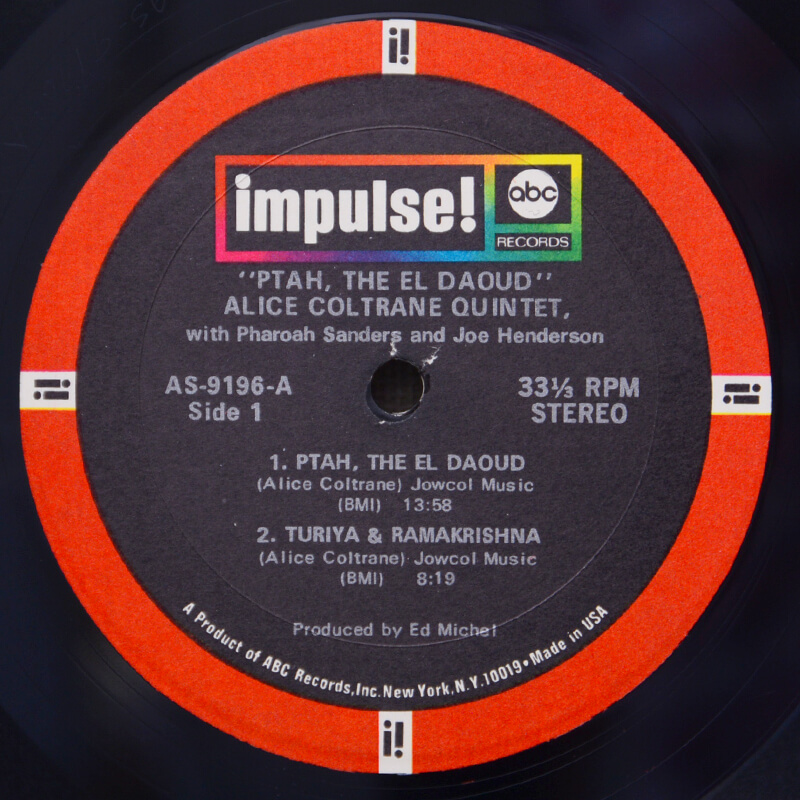 impulse!
abc
RECORDS
"PTAH, THE EL DAOUD"
ALICE COLTRANE QUINTET,
with Pharoah Sanders and Joe Henderson
AS-9196-A
Side 1
33⅓ RPM
STEREO
1. PTAH, THE EL DAOUD
(Alice Coltrane) Jowcol Music
(BMI) 13:58
2. TURIYA & RAMAKRISHNA
(Alice Coltrane) Jowcol Music
(BMI) 8:19
Produced by Ed Michel
A Product of ABC Records, Inc. New York, N.Y. 10019 • Made in USA